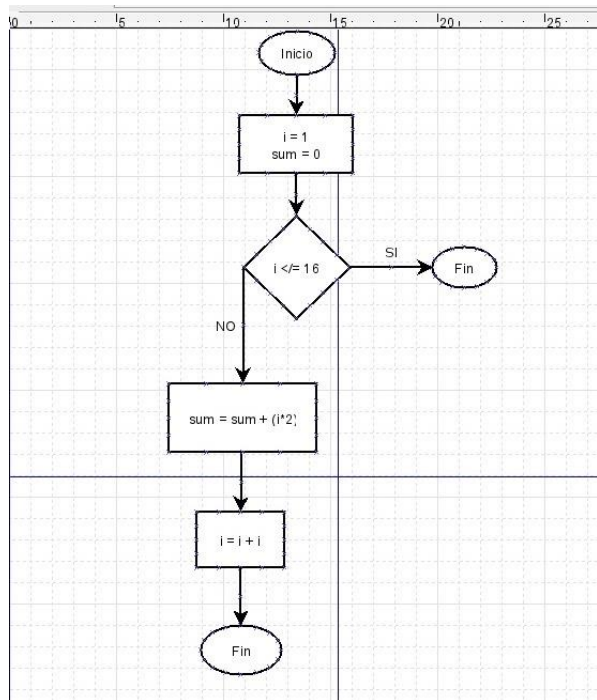 0 5 10 15 20 25
Inicio
i = 1
sum = 0
i </= 16
SI
Fin
NO
sum = sum + (i*2)
i = i + i
Fin